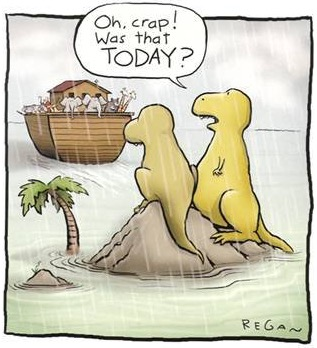 Oh, crap!
Was that
TODAY?
REGAN